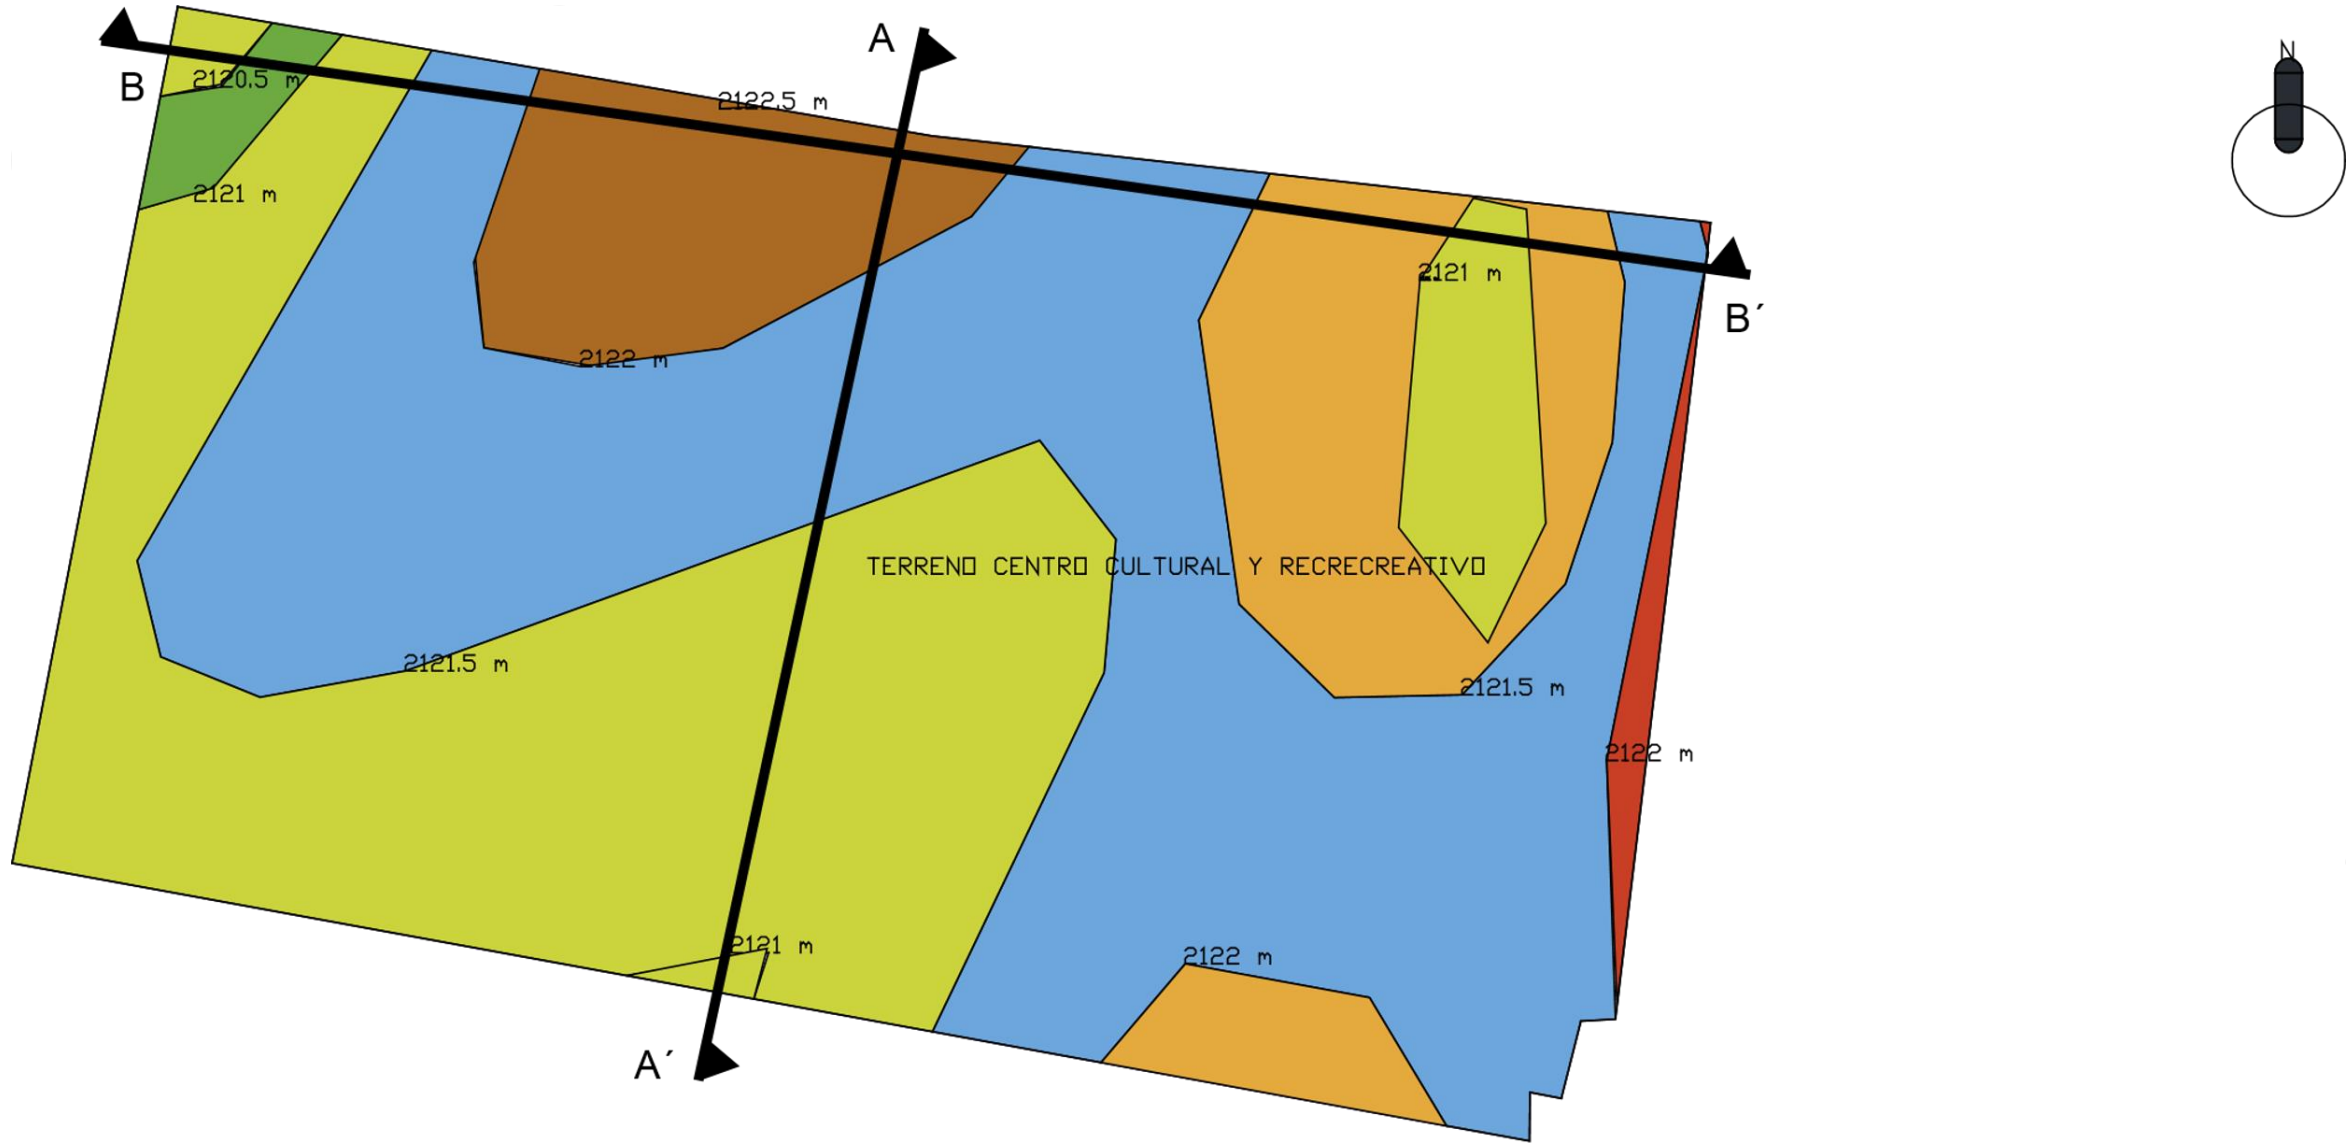 A
N
2120.5 m
B
2122.5 m
2121 m
2121 m
B´
2122 m
TERRENO CENTRO CULTURAL Y RECRECREATIVO
2121.5 m
2121.5 m
2122 m
2121 m
2122 m
A´